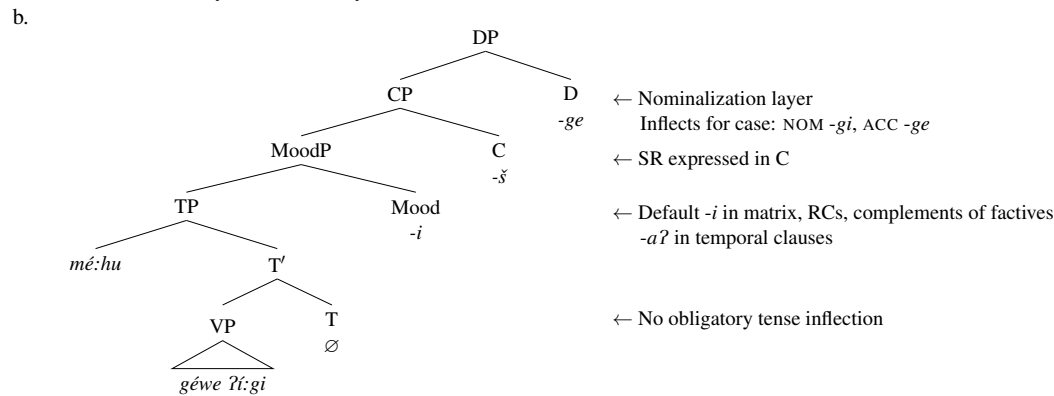 b.
DP
CP D ← Nominalization layer
-ge Inflects for case: NOM -gi, ACC -ge
MoodP C ← SR expressed in C
-š
TP Mood ← Default -i in matrix, RCs, complements of factives
-i -aʔ in temporal clauses
mé:hu T′
VP T ← No obligatory tense inflection
∅
géwe ʔí:gi